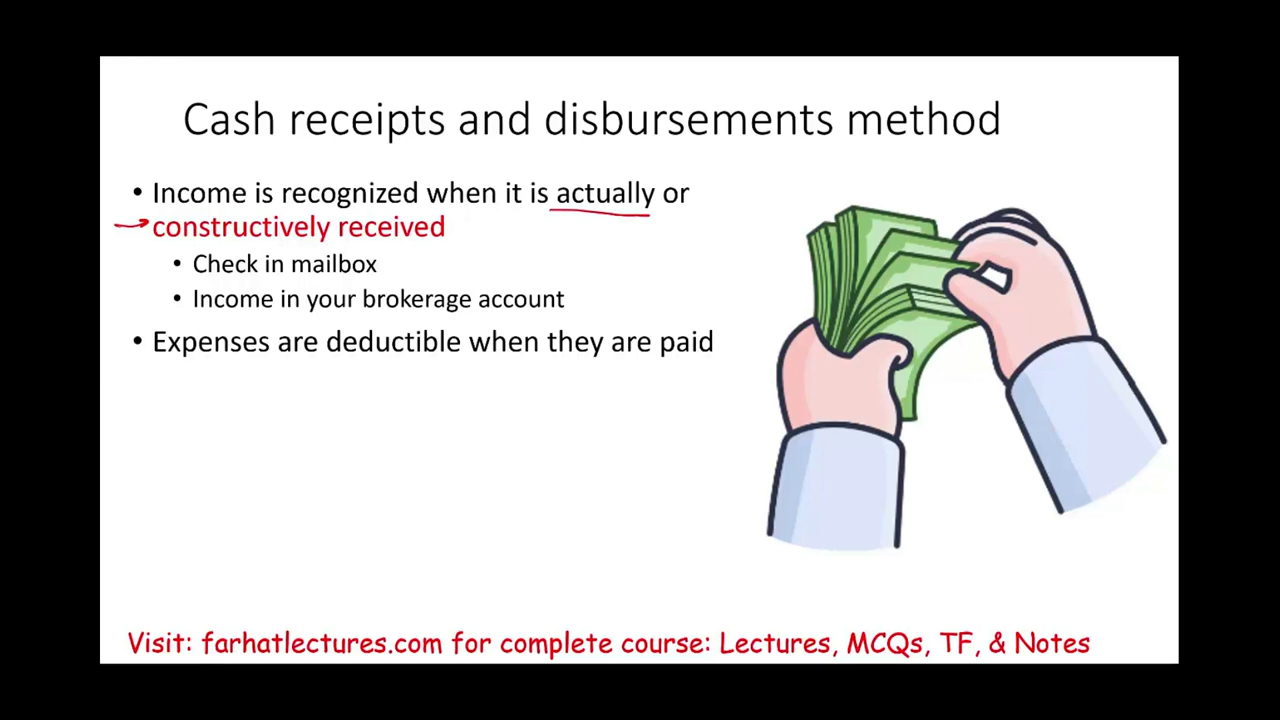 Cash receipts and disbursements method
• Income is recognized when it is actually or
constructively received
• Check in mailbox
• Income in your brokerage account
• Expenses are deductible when they are paid
Visit: farhatlectures.com for complete course: Lectures, MCQs, TF, & Notes